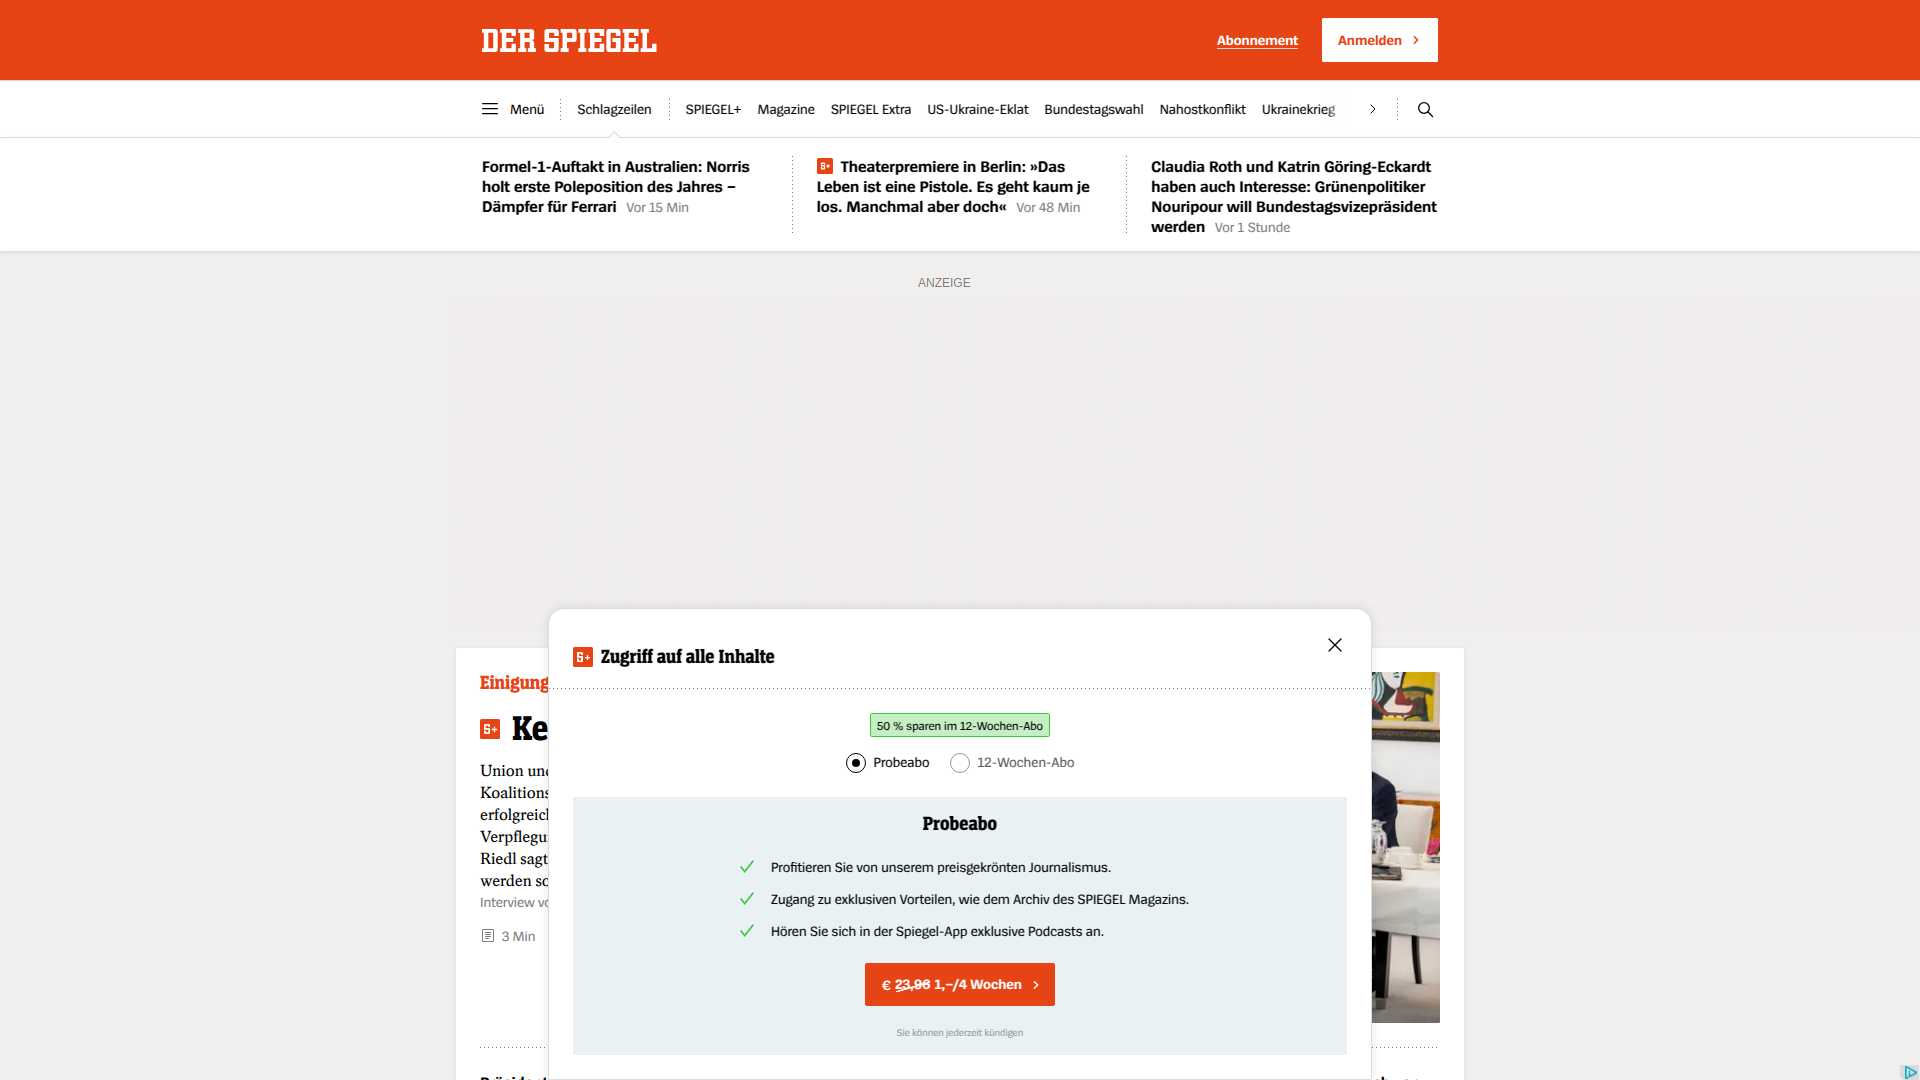 DER SPIEGEL
Abonnement
Anmelden
Menü
Schlagzeilen
SPIEGEL+
Magazine
SPIEGEL Extra
US-Ukraine-Eklat
Bundestagswahl
Nahostkonflikt
Ukrainekrieg
Formel-1-Auftakt in Australien: Norris
holt erste Poleposition des Jahres –
Dämpfer für Ferrari Vor 15 Min
S+ Theaterpremiere in Berlin: »Das
Leben ist eine Pistole. Es geht kaum je
los. Manchmal aber doch« Vor 48 Min
Claudia Roth und Katrin Göring-Eckardt
haben auch Interesse: Grünenpolitiker
Nouripour will Bundestagsvizepräsident
werden Vor 1 Stunde
ANZEIGE
S+ Zugriff auf alle Inhalte
50 % sparen im 12-Wochen-Abo
Probeabo
12-Wochen-Abo
Probeabo
Profitieren Sie von unserem preisgekrönten Journalismus.
Zugang zu exklusiven Vorteilen, wie dem Archiv des SPIEGEL Magazins.
Hören Sie sich in der Spiegel-App exklusive Podcasts an.
€ 23,96 1,–/4 Wochen
Sie können jederzeit kündigen
Einigung
S+ Ke
Union und
Koalitions
erfolgreich
Verpflegu
Riedl sagt
werden so
Interview vo
3 Min